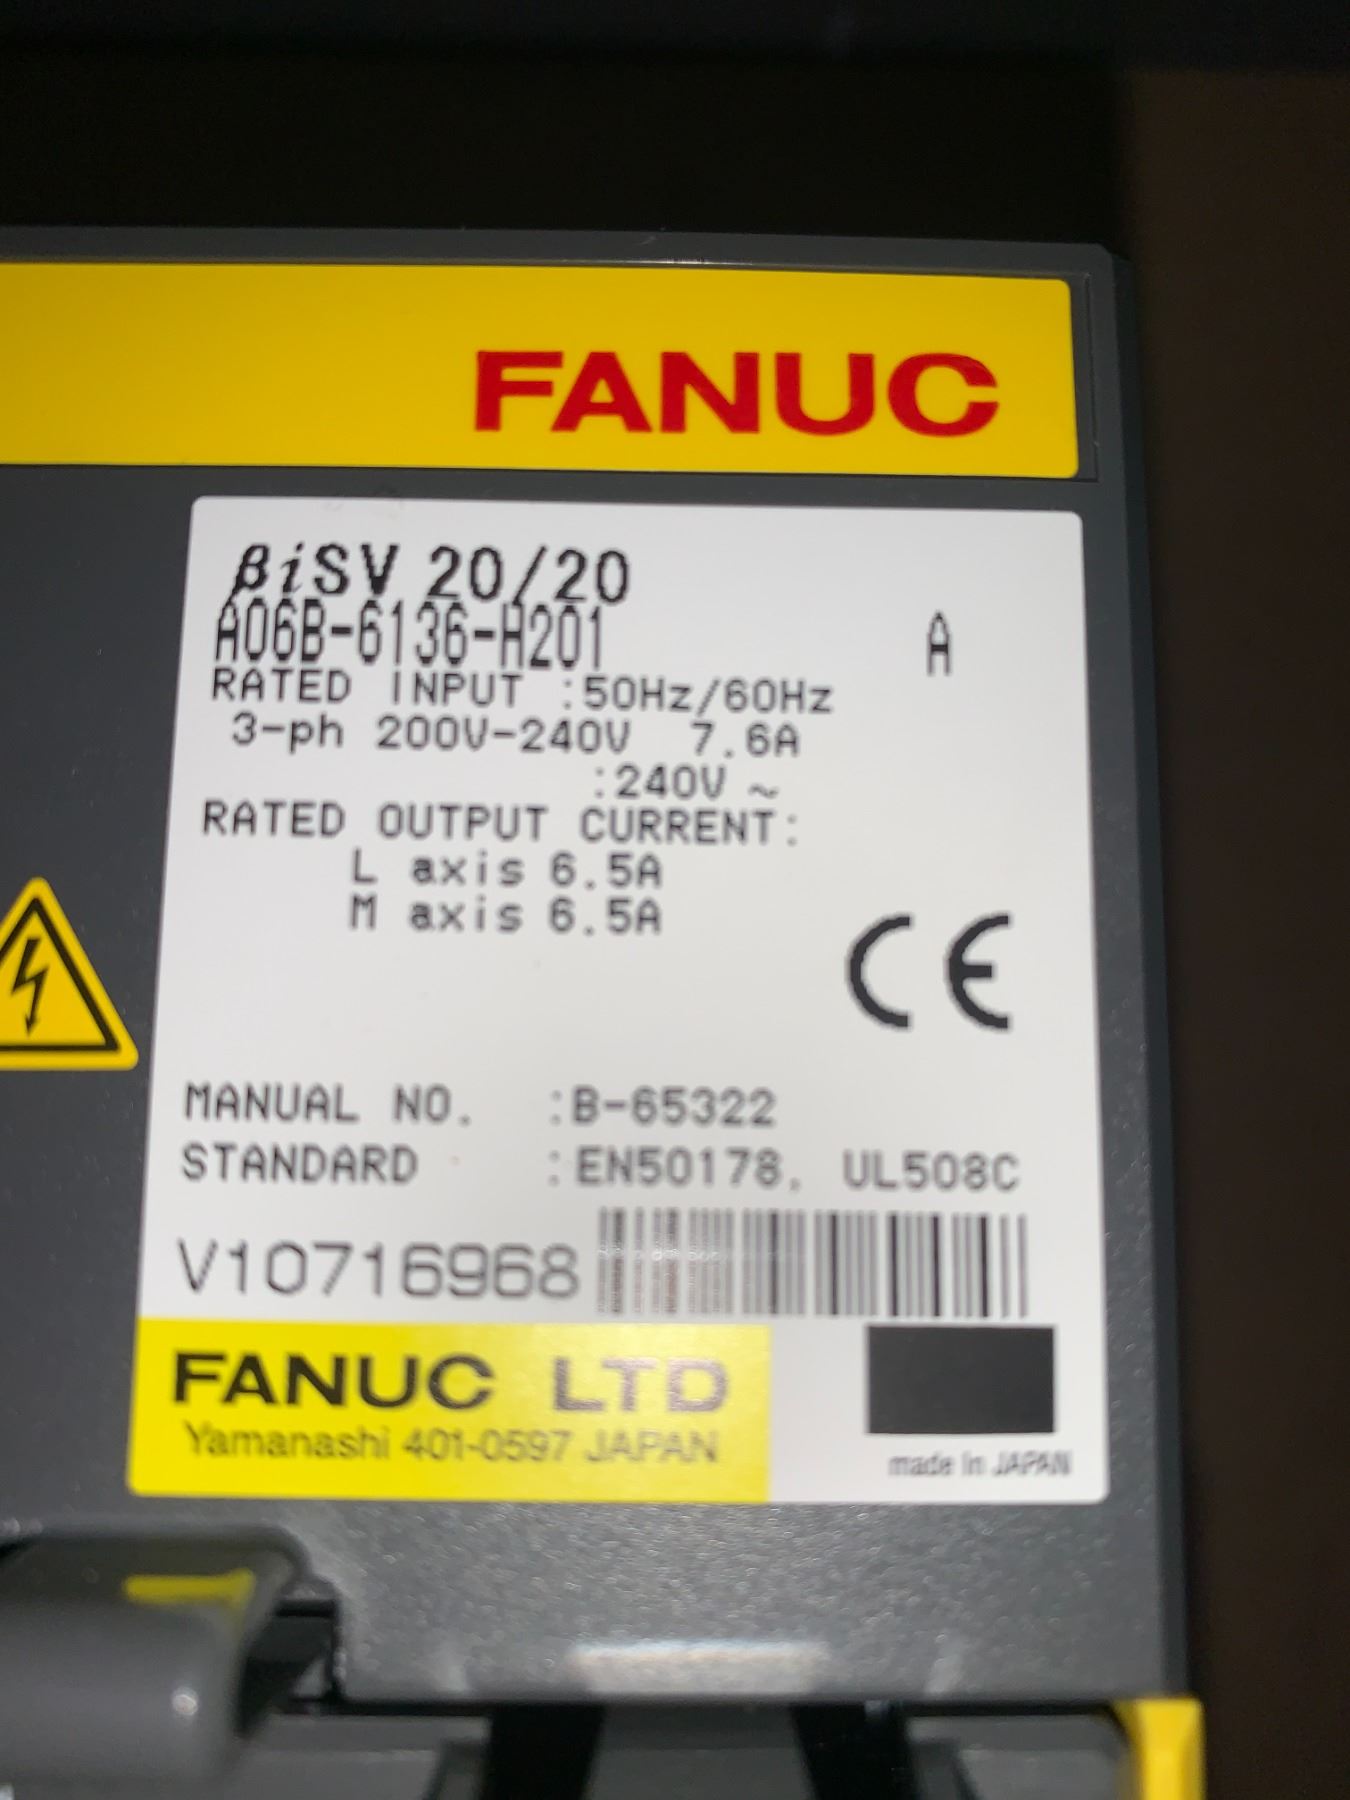 FANUC
βiSV 20/20
A06B-6136-H201 A
RATED INPUT :50Hz/60Hz
3-ph 200V-240V 7.6A
:240V ~
RATED OUTPUT CURRENT:
L axis 6.5A
M axis 6.5A
CE
MANUAL NO. :B-65322
STANDARD :EN50178, UL508C
V10716968
FANUC LTD
Yamanashi 401-0597 JAPAN
made in JAPAN